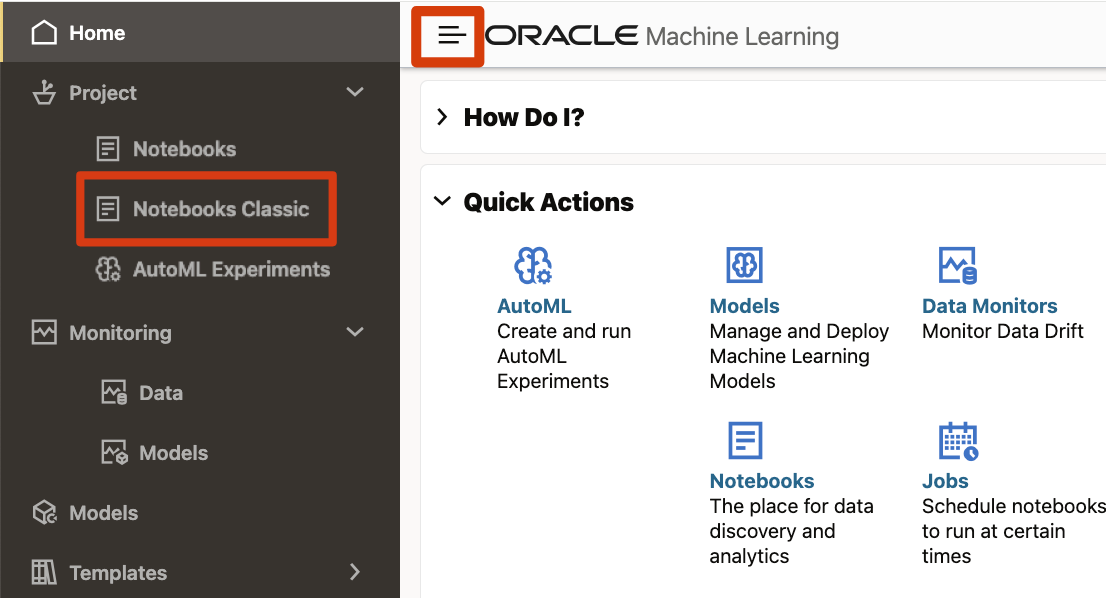 Home
Project
Notebooks
Notebooks Classic
AutoML Experiments
Monitoring
Data
Models
Models
Templates
ORACLE Machine Learning
How Do I?
Quick Actions
AutoML
Create and run
AutoML
Experiments
Models
Manage and Deploy
Machine Learning
Models
Data Monitors
Monitor Data Drift
Notebooks
The place for data
discovery and
analytics
Jobs
Schedule notebooks
to run at certain
times